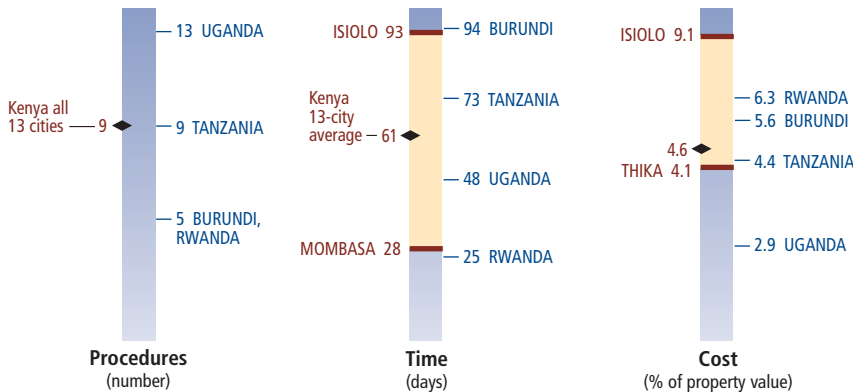 13 UGANDA
Kenya all
13 cities
9
9 TANZANIA
5 BURUNDI,
RWANDA
Procedures
(number)
ISIOLO 93
94 BURUNDI
73 TANZANIA
Kenya
13-city
average
61
48 UGANDA
MOMBASA 28
25 RWANDA
Time
(days)
ISIOLO 9.1
6.3 RWANDA
5.6 BURUNDI
4.6
4.4 TANZANIA
THIKA 4.1
2.9 UGANDA
Cost
(% of property value)